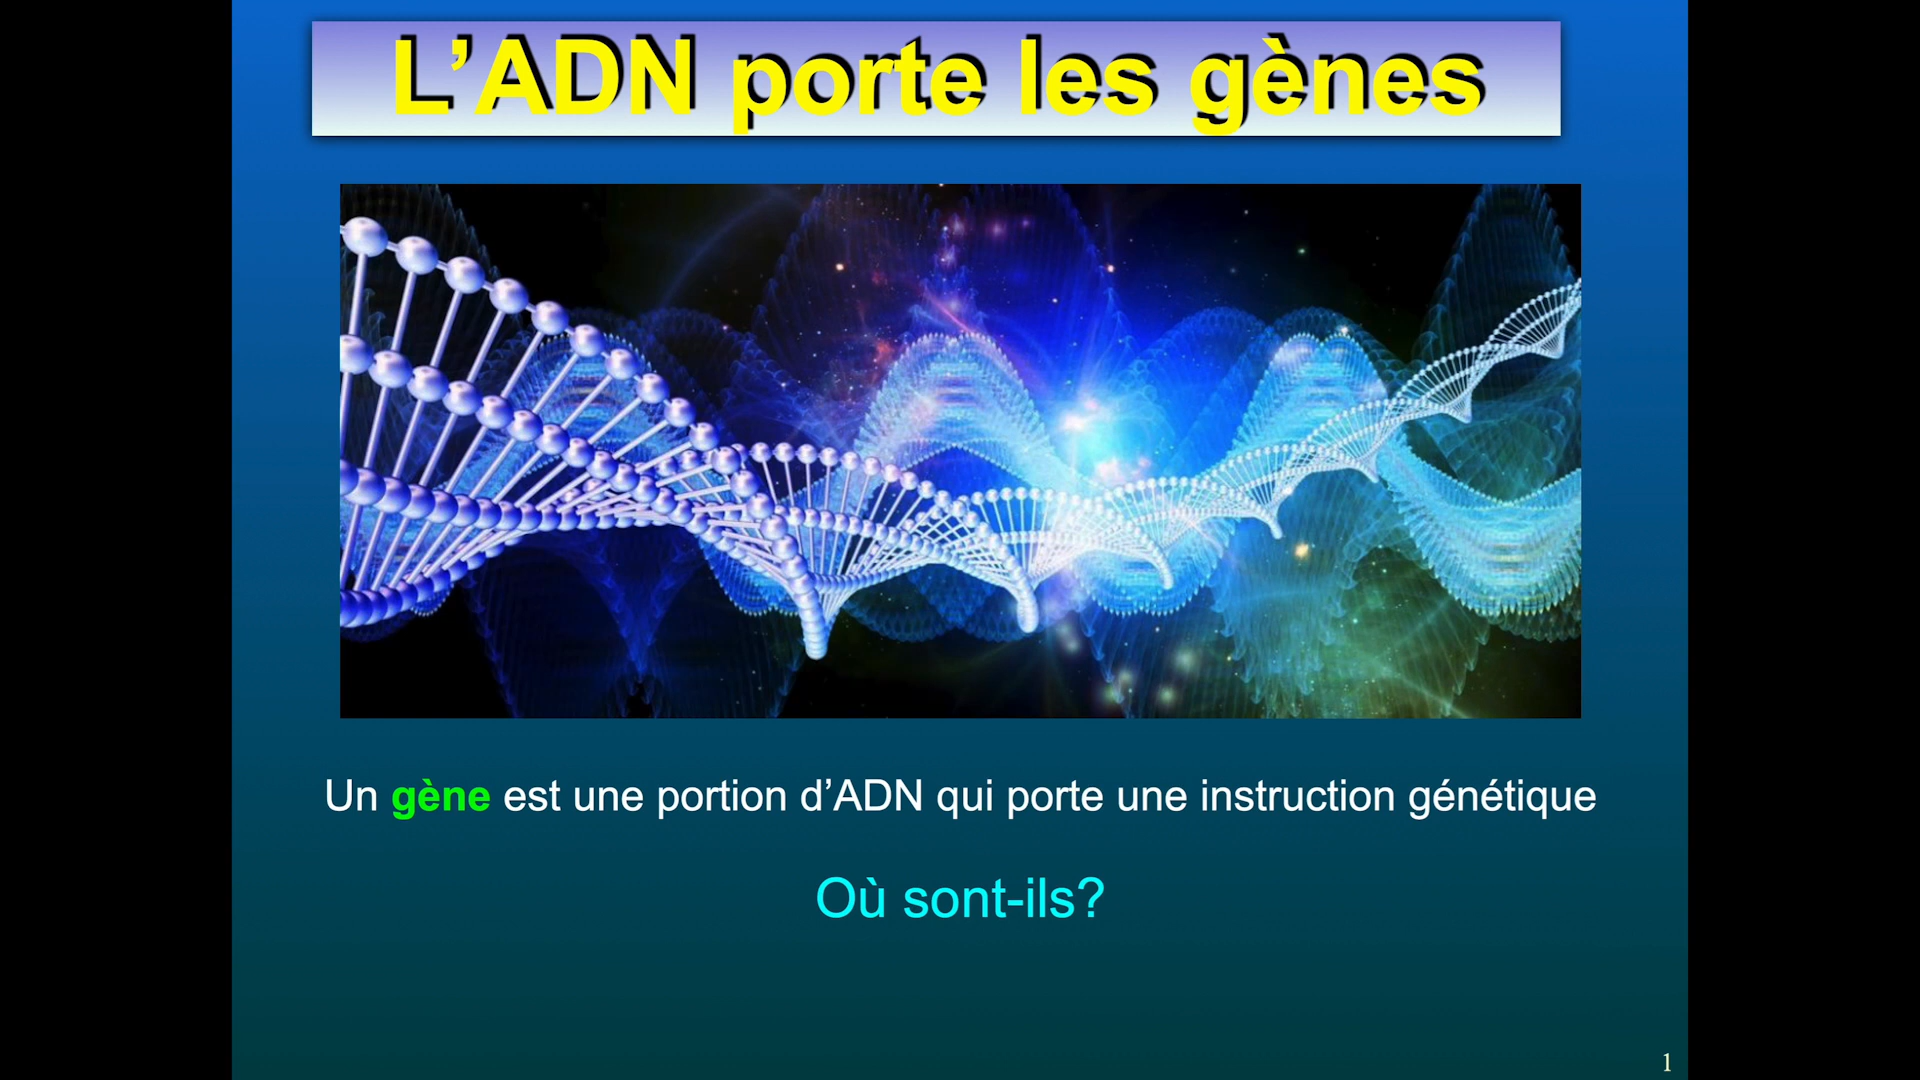 L’ADN porte les gènes
Un gène est une portion d’ADN qui porte une instruction génétique
Où sont-ils?
1